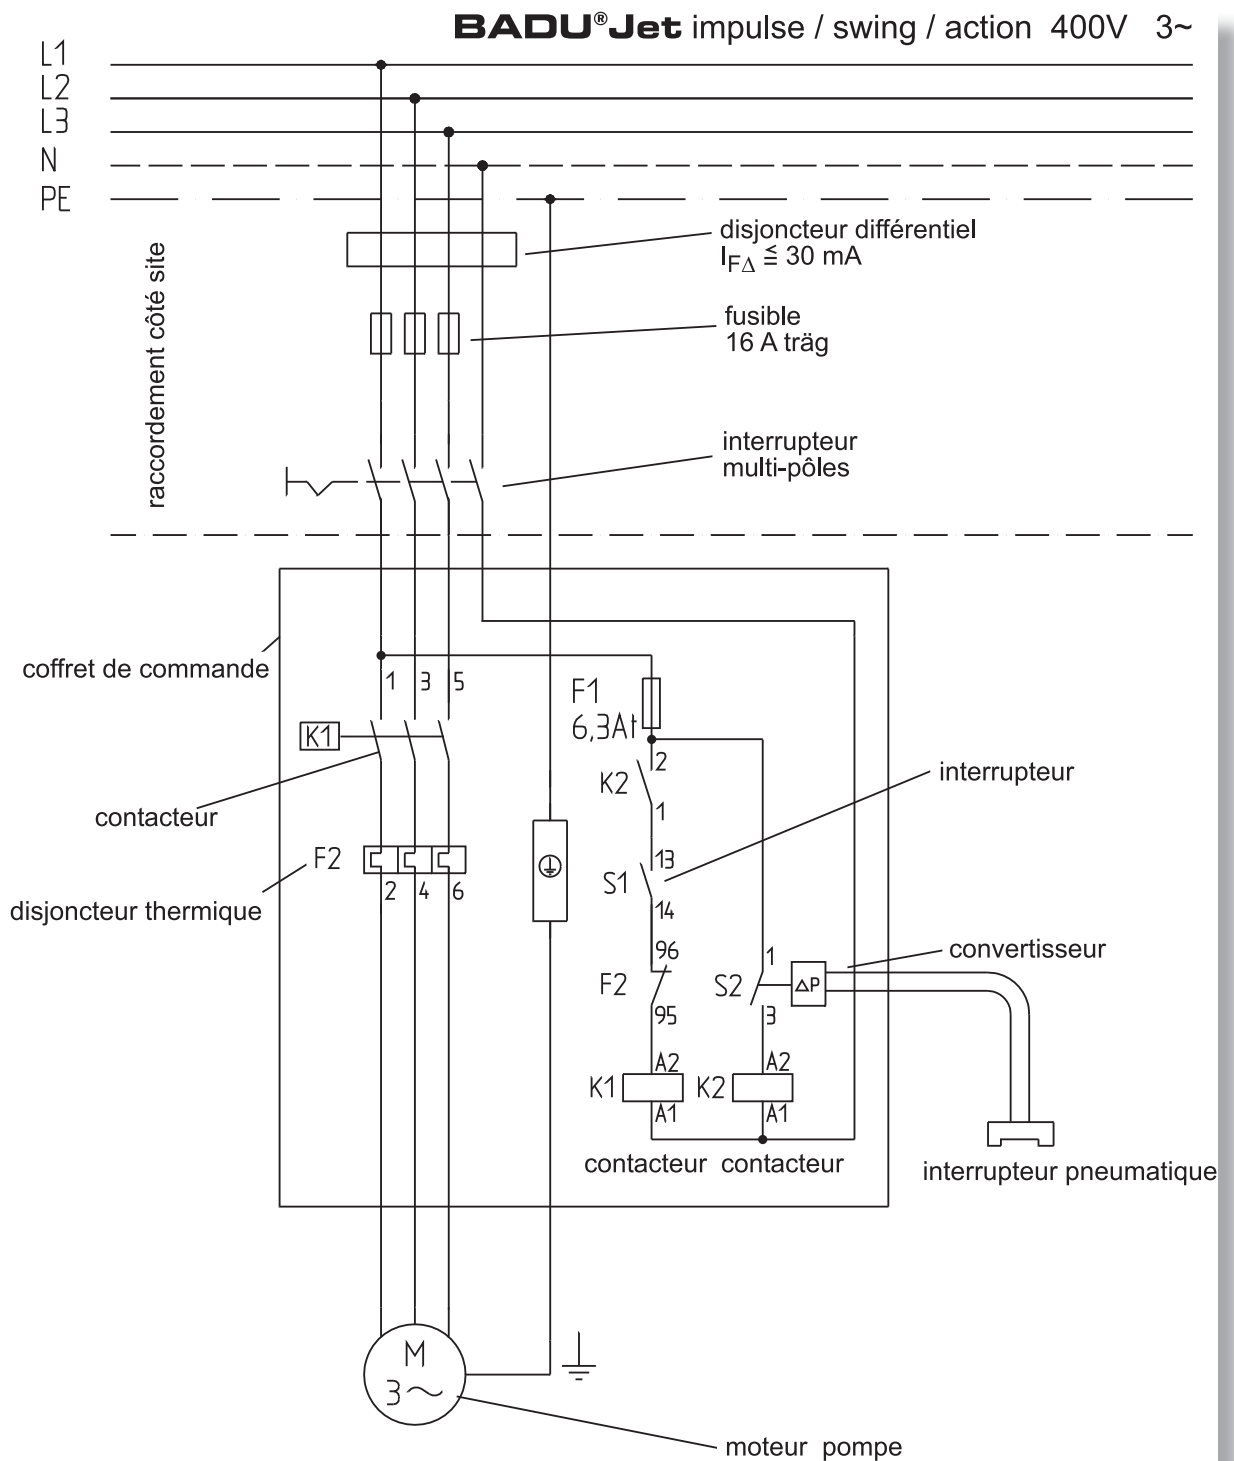 BADU®Jet impulse / swing / action 400V 3~
L1
L2
L3
N
PE
raccordement côté site
disjoncteur différentiel
IF∆ ≦ 30 mA
fusible
16 A träg
interrupteur
multi-pôles
coffret de commande
1 3 5
F1
6,3At
K1
2
K2
1
interrupteur
contacteur
13
S1
14
F2
2 4 6
disjoncteur thermique
96
F2
95
1
S2
3
∆P
convertisseur
A2
K1
A1
A2
K2
A1
contacteur contacteur
interrupteur pneumatique
M
3~
moteur pompe